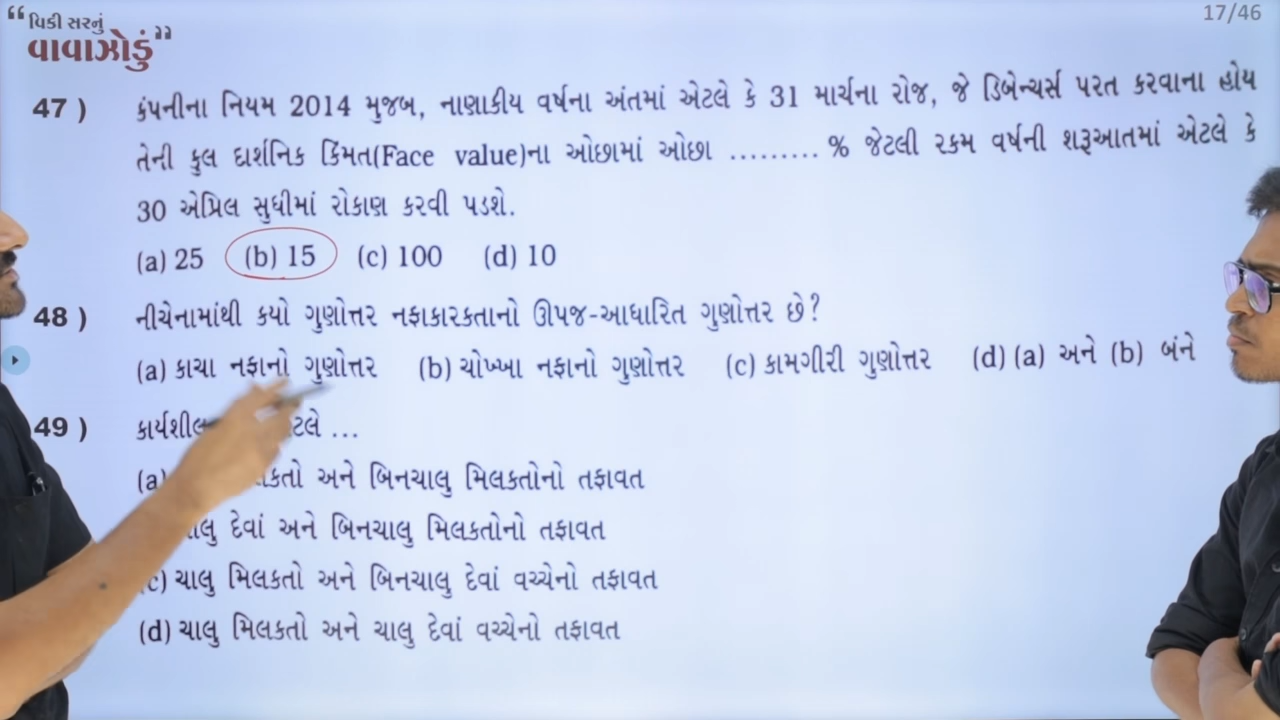 17/46
“વિકી સરનું
વાવાઝોડું”
47 ) કંપનીના નિયમ 2014 મુજબ, નાણાકીય વર્ષના અંતમાં એટલે કે 31 માર્ચના રોજ, જે ડિબેન્ચર્સ પરત કરવાના હોય
તેની કુલ દાર્શનિક કિંમત(Face value)ના ઓછામાં ઓછા ......... % જેટલી રકમ વર્ષની શરૂઆતમાં એટલે કે
30 એપ્રિલ સુધીમાં રોકાણ કરવી પડશે.
(a) 25 (b) 15 (c) 100 (d) 10
48 ) નીચેનામાંથી કયો ગુણોત્તર નફાકારકતાનો ઊપજ-આધારિત ગુણોત્તર છે?
(a) કાચા નફાનો ગુણોત્તર (b) ચોખ્ખા નફાનો ગુણોત્તર (c) કામગીરી ગુણોત્તર (d) (a) અને (b) બંને
49 ) ...
(a) અને બિનચાલુ મિલકતોનો તફાવત
દેવાં અને બિનચાલુ મિલકતોનો તફાવત
(c) ચાલુ મિલકતો અને બિનચાલુ દેવાં વચ્ચેનો તફાવત
(d) ચાલુ મિલકતો અને ચાલુ દેવાં વચ્ચેનો તફાવત